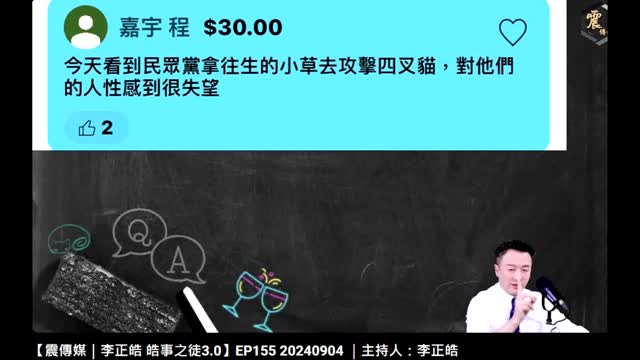 嘉宇 程 $30.00
今天看到民眾黨拿往生的小草去攻擊四叉貓，對他們
的人性感到很失望
2
Q
A
【震傳媒｜李正皓 皓事之徒3.0】EP155 20240904 ｜主持人：李正皓
震